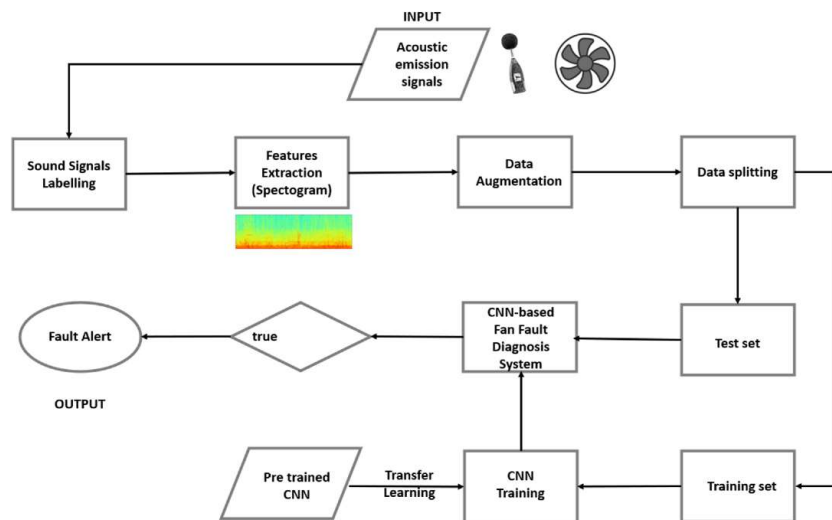 INPUT
Acoustic
emission
signals
Sound Signals
Labelling
Features
Extraction
(Spectogram)
Data
Augmentation
Data splitting
Fault Alert
true
CNN-based
Fan Fault
Diagnosis
System
Test set
OUTPUT
Pre trained
CNN
Transfer
Learning
CNN
Training
Training set